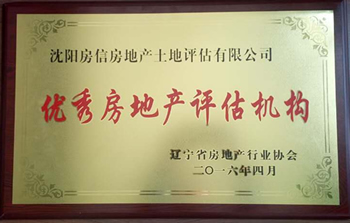 沈阳房信房地产土地评估有限公司
优秀房地产评估机构
辽宁省房地产行业协会
二〇一六年四月